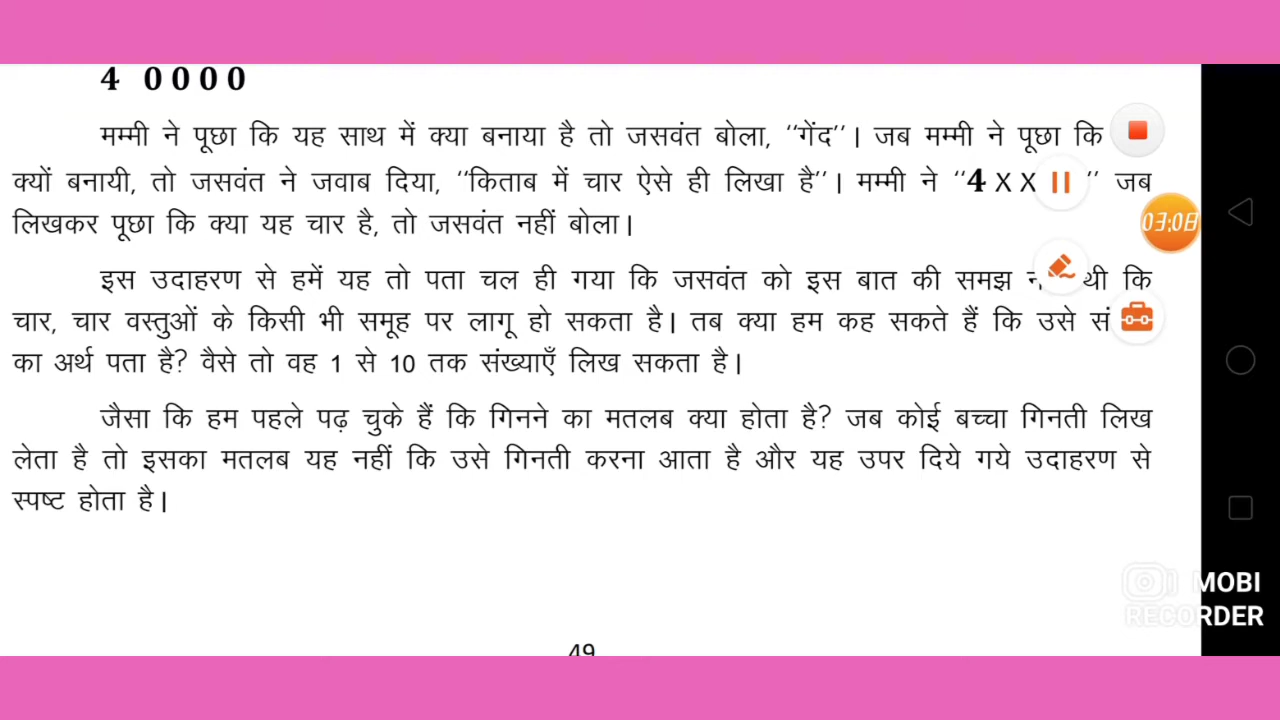 4 0000
मम्मी ने पूछा कि यह साथ में क्या बनाया है तो जसवंत बोला, ‘‘गेंद’’। जब मम्मी ने पूछा कि
क्यों बनायी, तो जसवंत ने जवाब दिया, ‘‘किताब में चार ऐसे ही लिखा है’’। मम्मी ने ‘‘4 X X ’’ जब
लिखकर पूछा कि क्या यह चार है, तो जसवंत नहीं बोला।
इस उदाहरण से हमें यह तो पता चल ही गया कि जसवंत को इस बात की समझ थी कि
चार, चार वस्तुओं के किसी भी समूह पर लागू हो सकता है। तब क्या हम कह सकते हैं कि उसे
का अर्थ पता है? वैसे तो वह 1 से 10 तक संख्याएँ लिख सकता है।
जैसा कि हम पहले पढ़ चुके हैं कि गिनने का मतलब क्या होता है? जब कोई बच्चा गिनती लिख
लेता है तो इसका मतलब यह नहीं कि उसे गिनती करना आता है और यह उपर दिये गये उदाहरण से
स्पष्ट होता है।
49
03:08
MOBI
RECORDER